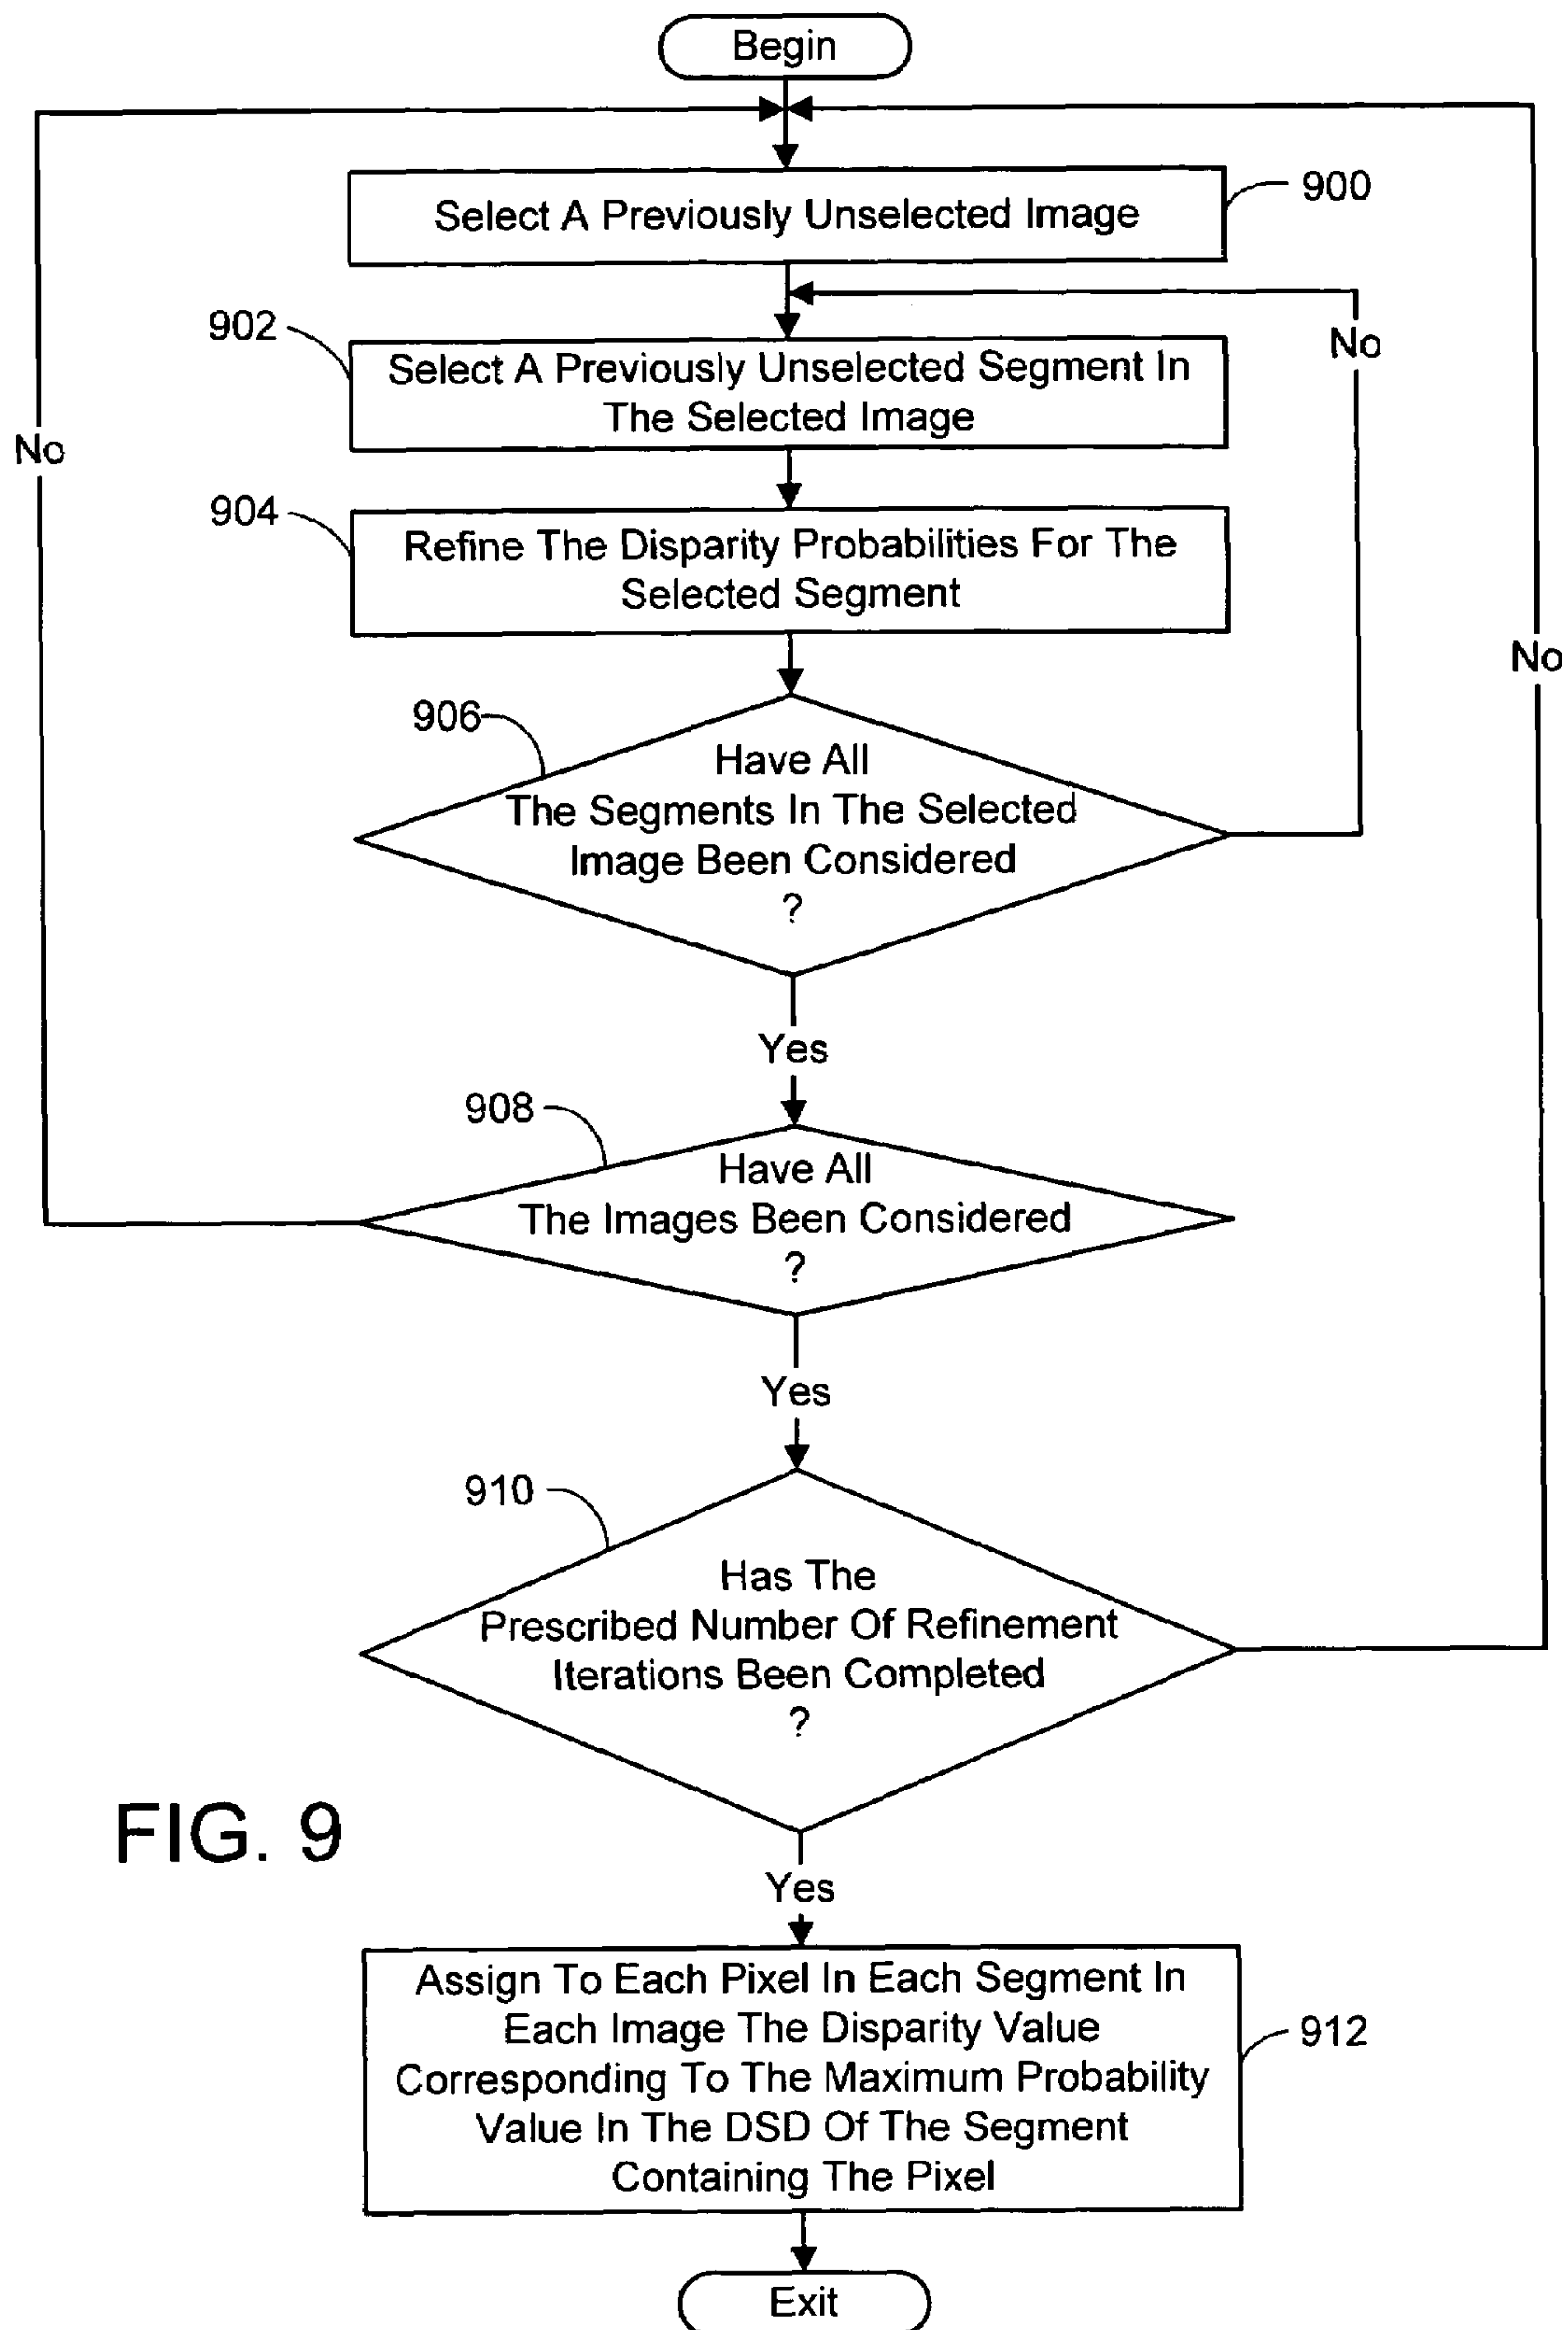 Begin
900
Select A Previously Unselected Image
902
No
Select A Previously Unselected Segment In
The Selected Image
No
904
Refine The Disparity Probabilities For The
Selected Segment
No
906
Have All
The Segments In The Selected
Image Been Considered
?
Yes
908
Have All
The Images Been Considered
?
Yes
910
Has The
Prescribed Number Of Refinement
Iterations Been Completed
?
FIG. 9
Yes
Assign To Each Pixel In Each Segment In
Each Image The Disparity Value
Corresponding To The Maximum Probability
Value In The DSD Of The Segment
Containing The Pixel
912
Exit